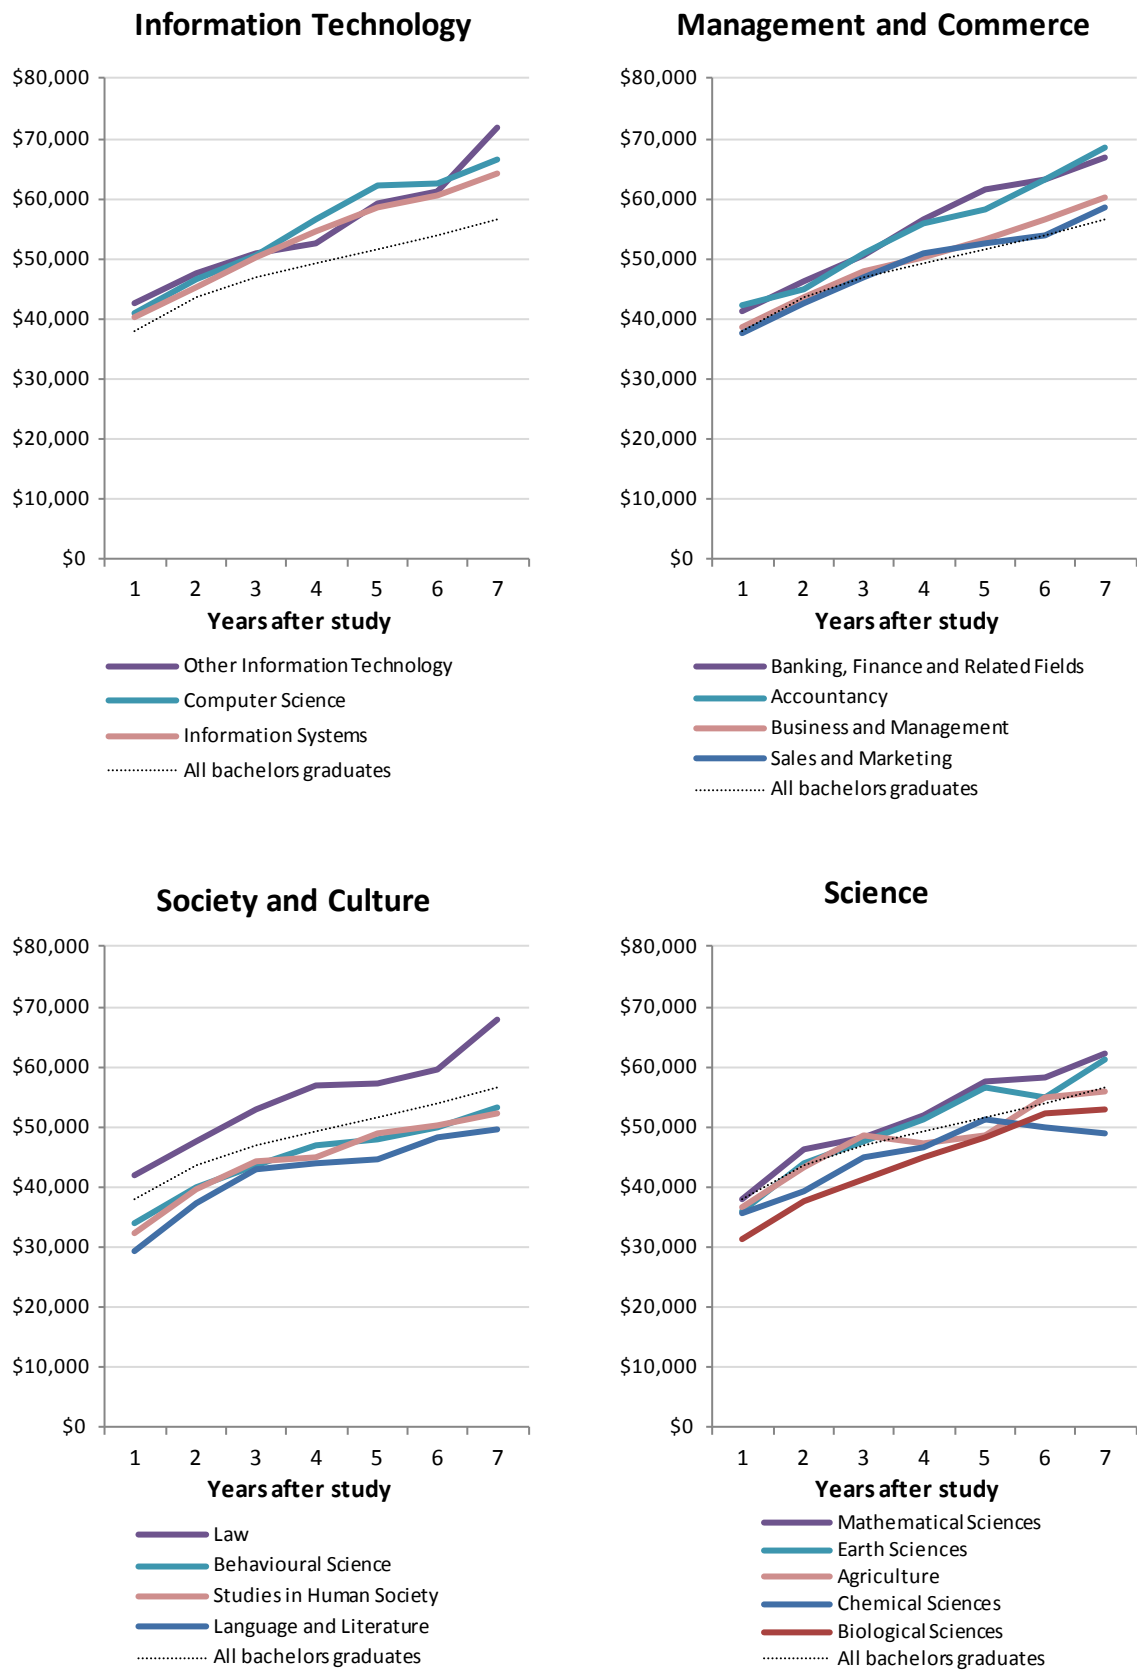 Information Technology
$80,000
$70,000
$60,000
$50,000
$40,000
$30,000
$20,000
$10,000
$0
1 2 3 4 5 6 7
Years after study
Other Information Technology
Computer Science
Information Systems
All bachelors graduates
Management and Commerce
$80,000
$70,000
$60,000
$50,000
$40,000
$30,000
$20,000
$10,000
$0
1 2 3 4 5 6 7
Years after study
Banking, Finance and Related Fields
Accountancy
Business and Management
Sales and Marketing
All bachelors graduates
Society and Culture
$80,000
$70,000
$60,000
$50,000
$40,000
$30,000
$20,000
$10,000
$0
1 2 3 4 5 6 7
Years after study
Law
Behavioural Science
Studies in Human Society
Language and Literature
All bachelors graduates
Science
$80,000
$70,000
$60,000
$50,000
$40,000
$30,000
$20,000
$10,000
$0
1 2 3 4 5 6 7
Years after study
Mathematical Sciences
Earth Sciences
Agriculture
Chemical Sciences
Biological Sciences
All bachelors graduates